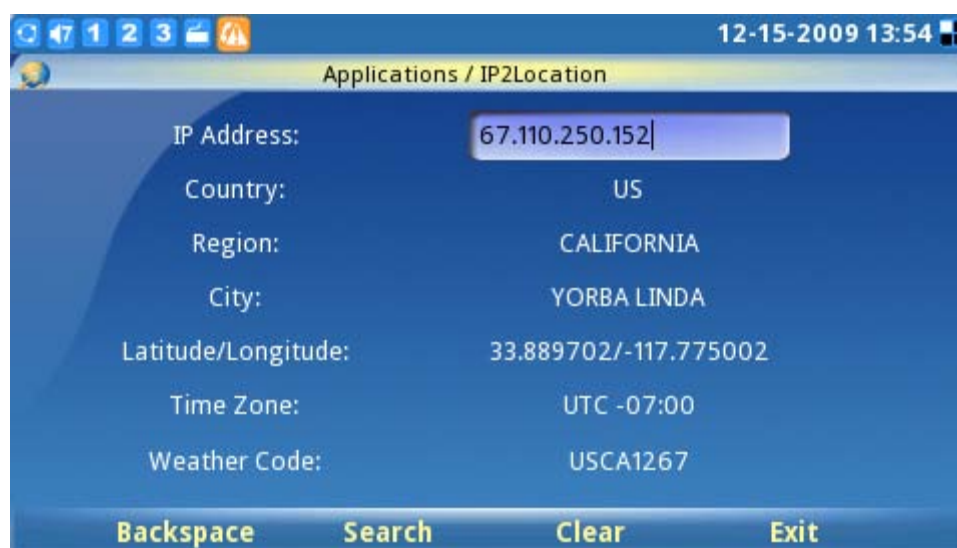 47 1 2 3 12-15-2009 13:54
Applications / IP2Location
IP Address: 67.110.250.152
Country: US
Region: CALIFORNIA
City: YORBA LINDA
Latitude/Longitude: 33.889702/-117.775002
Time Zone: UTC -07:00
Weather Code: USCA1267
Backspace Search Clear Exit